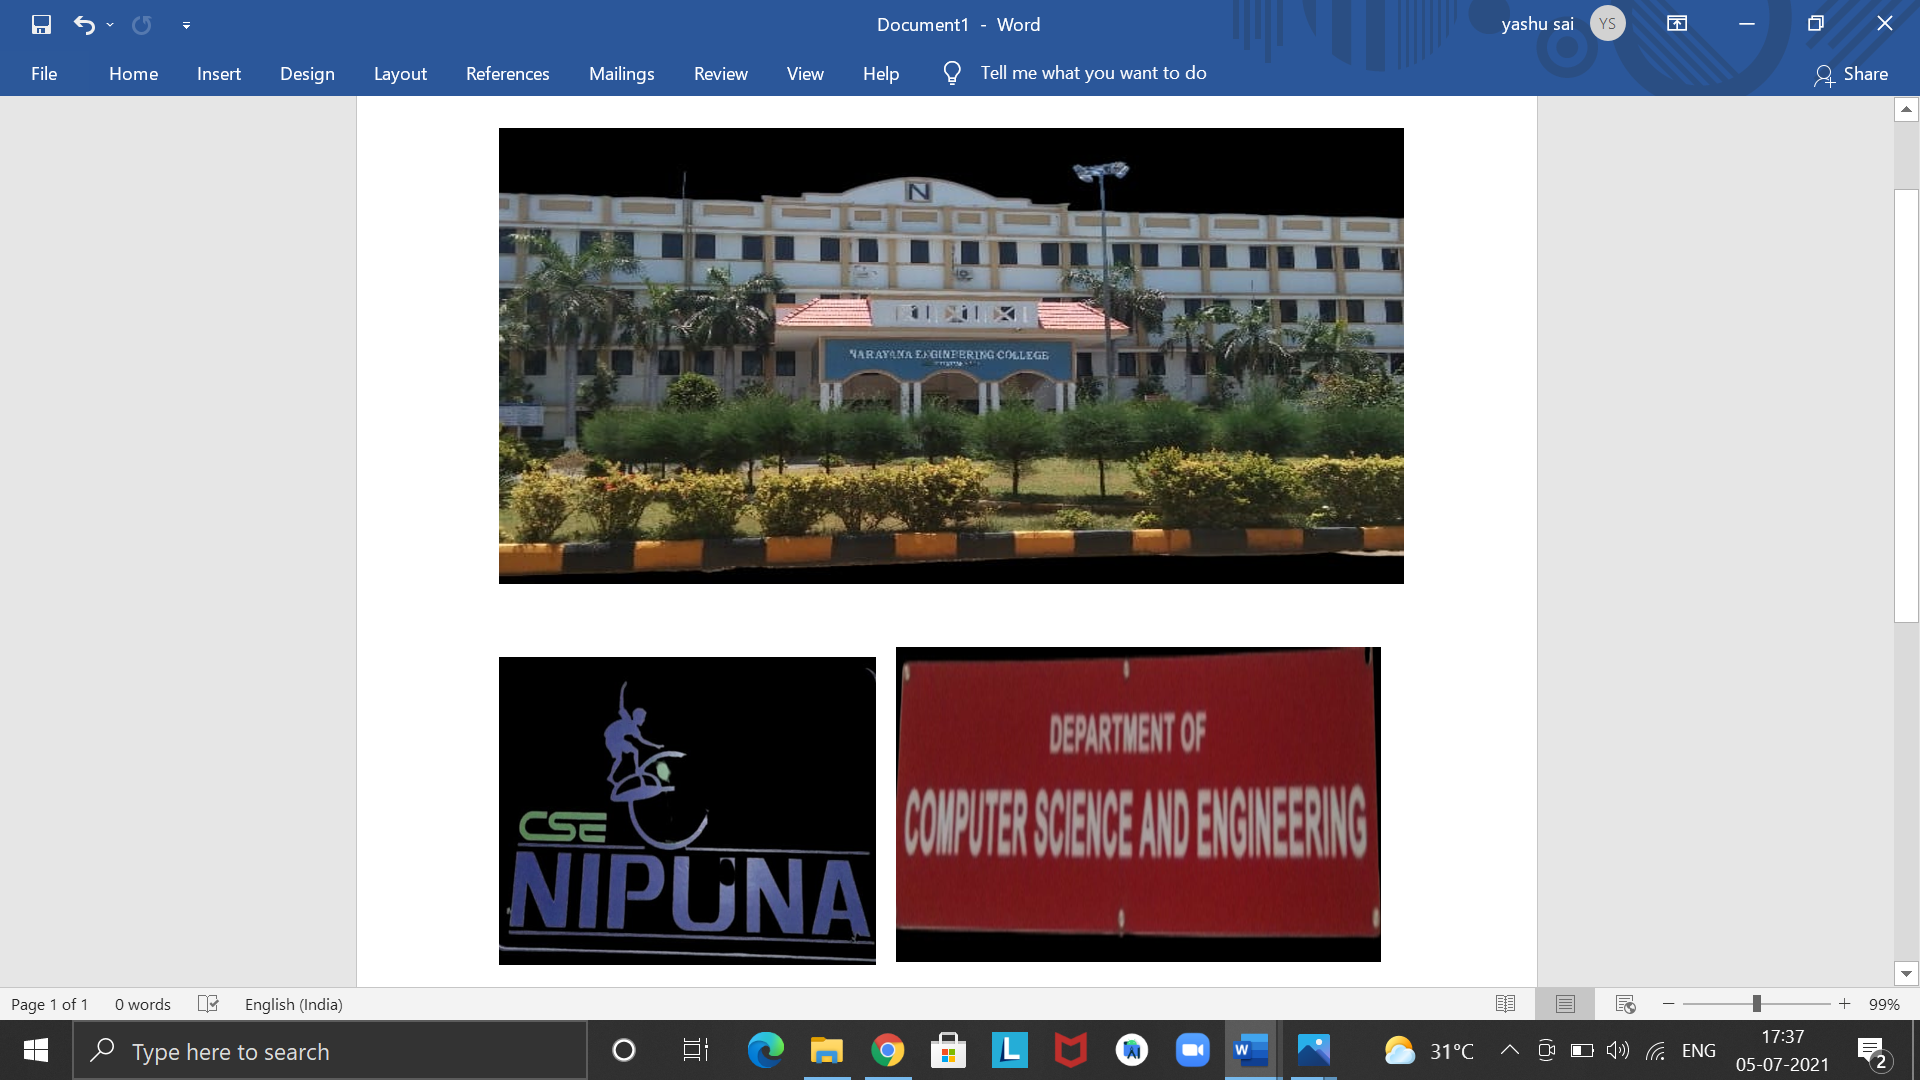 Document1 - Word
yashu sai
YS
File Home Insert Design Layout References Mailings Review View Help Tell me what you want to do
Share
N
NARAYANA ENGINEERING COLLEGE
CSE
NIPUNA
DEPARTMENT OF
COMPUTER SCIENCE AND ENGINEERING
Page 1 of 1 0 words English (India)
99%
Type here to search
L
W
31°C
ENG
17:37
05-07-2021
2